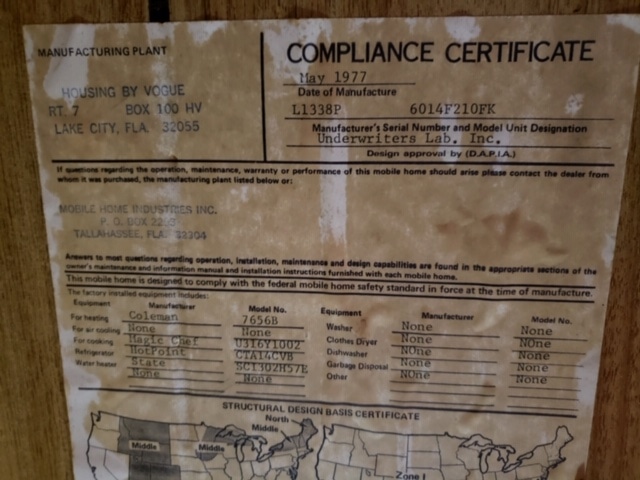 MANUFACTURING PLANT
HOUSING BY VOGUE
RT. 7 BOX 100 HV
LAKE CITY, FLA. 32055
COMPLIANCE CERTIFICATE
May 1977
Date of Manufacture
L1338P 6014F210FK
Manufacturer's Serial Number and Model Unit Designation
Underwriters Lab. Inc.
Design approval by (D.A.P.I.A.)
If questions regarding the operation, maintenance, warranty or performance of this mobile home should arise please contact the dealer from
whom it was purchased, the manufacturing plant listed below or:
MOBILE HOME INDUSTRIES INC.
P. O. BOX
TALLAHASSEE, FLA. 32304
Answers to most questions regarding operation, installation, maintenance and design capabilities are found in the appropriate sections of the
owner's maintenance and information manual and installation instructions furnished with each mobile home.
This mobile home is designed to comply with the federal mobile home safety standard in force at the time of manufacture.
The factory installed equipment includes:
Equipment Manufacturer Model No. Equipment Manufacturer Model No.
For heating Coleman 7656B Washer None None
For air cooling None None Clothes Dryer None NOne
For cooking Magic Chef U316Y1002 Dishwasher None None
Refrigerator HotPoint CTA14CVB Garbage Disposal NOne NOne
Water heater State SC1302H57E Other None None
None None
STRUCTURAL DESIGN BASIS CERTIFICATE
North
Middle
Middle
Middle
Zone I